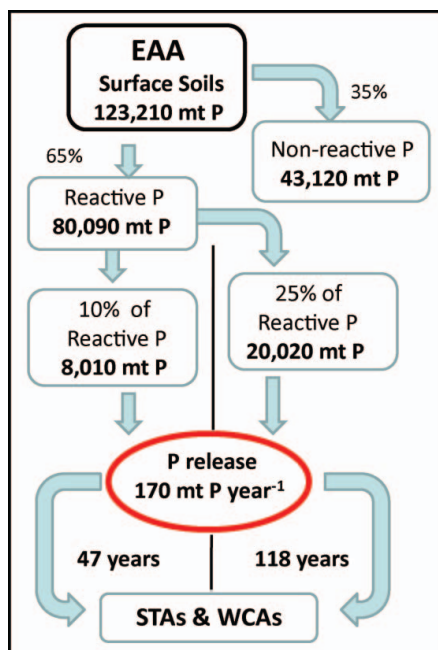 EAA
Surface Soils
123,210 mt P
35%
65%
Non-reactive P
43,120 mt P
Reactive P
80,090 mt P
10% of
Reactive P
8,010 mt P
25% of
Reactive P
20,020 mt P
P release
170 mt P year⁻¹
47 years
118 years
STAs & WCAs